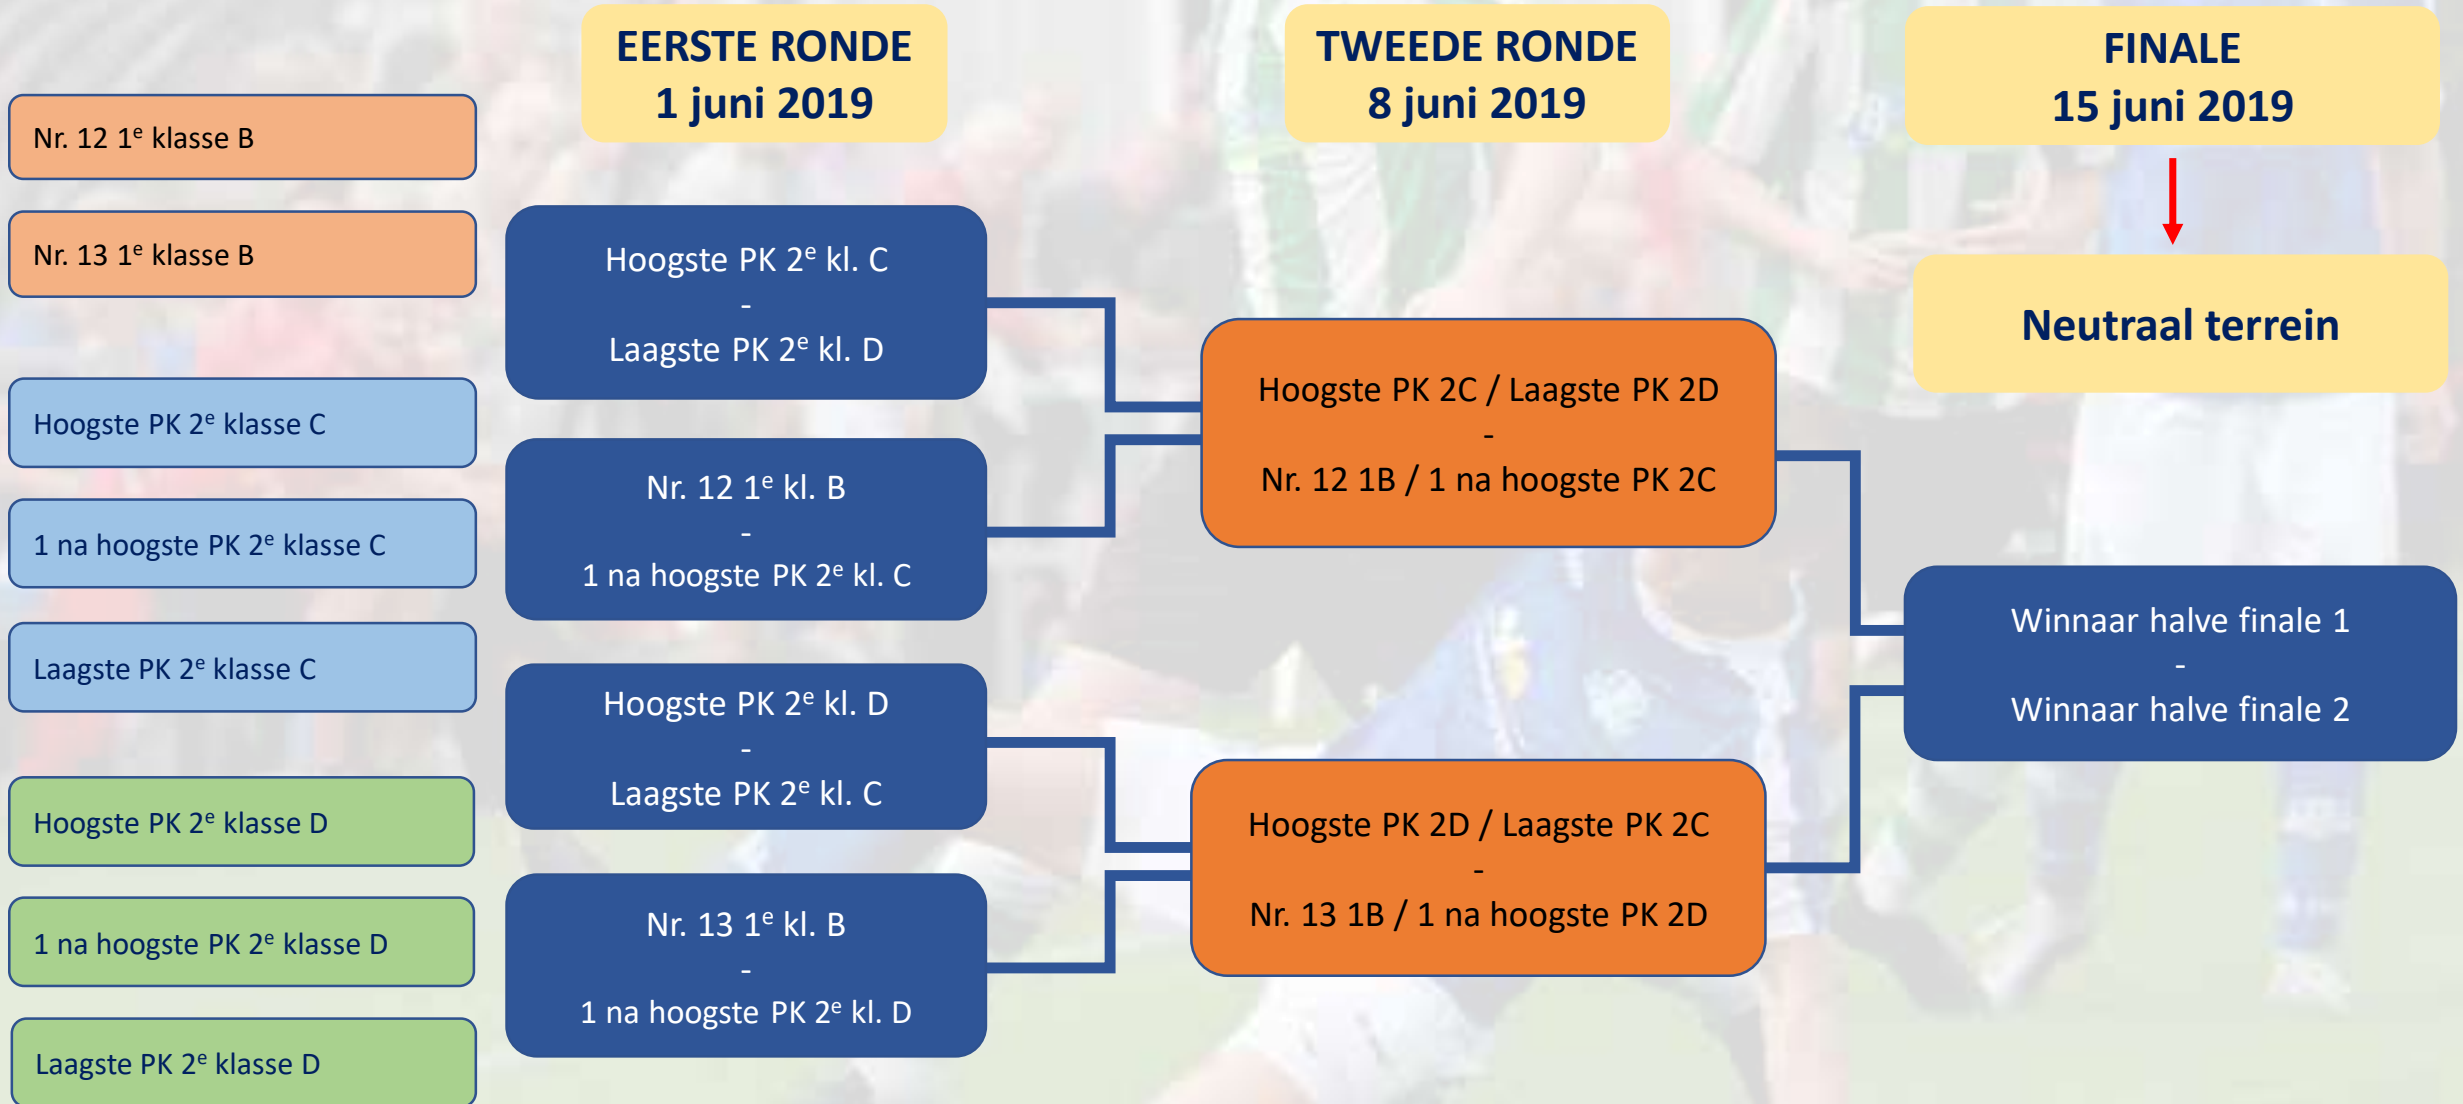 Nr. 12 1e klasse B
Nr. 13 1e klasse B
Hoogste PK 2e klasse C
1 na hoogste PK 2e klasse C
Laagste PK 2e klasse C
Hoogste PK 2e klasse D
1 na hoogste PK 2e klasse D
Laagste PK 2e klasse D
EERSTE RONDE
1 juni 2019
Hoogste PK 2e kl. C
-
Laagste PK 2e kl. D
Nr. 12 1e kl. B
-
1 na hoogste PK 2e kl. C
Hoogste PK 2e kl. D
-
Laagste PK 2e kl. C
Nr. 13 1e kl. B
-
1 na hoogste PK 2e kl. D
TWEEDE RONDE
8 juni 2019
Hoogste PK 2C / Laagste PK 2D
-
Nr. 12 1B / 1 na hoogste PK 2C
Hoogste PK 2D / Laagste PK 2C
-
Nr. 13 1B / 1 na hoogste PK 2D
FINALE
15 juni 2019
Neutraal terrein
Winnaar halve finale 1
-
Winnaar halve finale 2